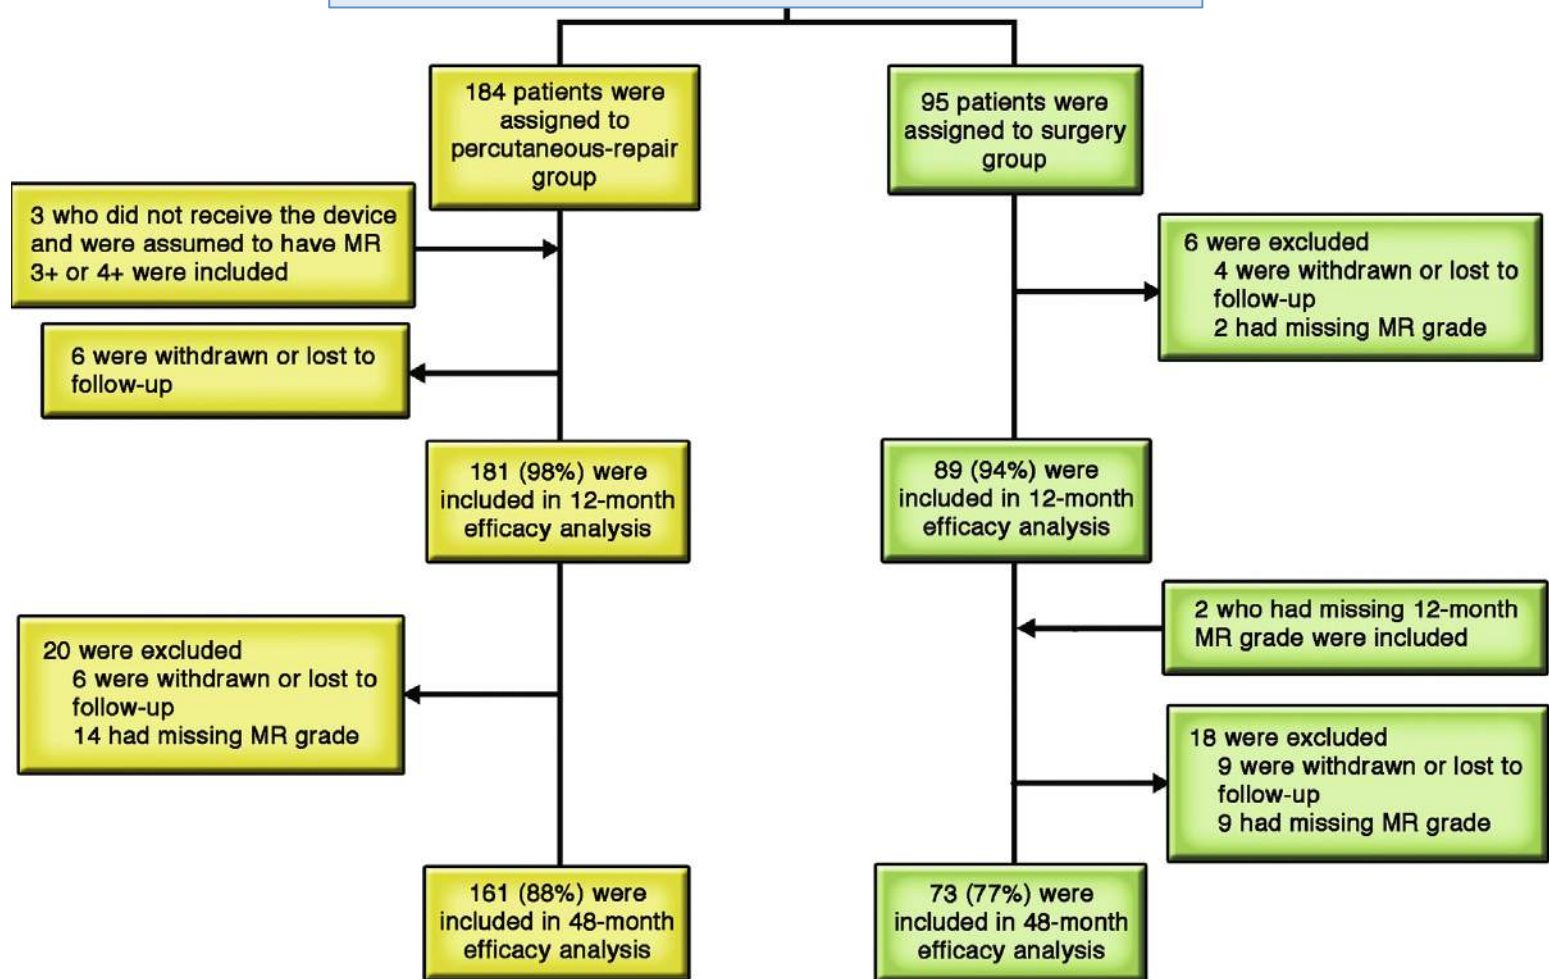 184 patients were
assigned to
percutaneous-repair
group
95 patients were
assigned to surgery
group
3 who did not receive the device
and were assumed to have MR
3+ or 4+ were included
6 were excluded
4 were withdrawn or lost to
follow-up
2 had missing MR grade
6 were withdrawn or lost to
follow-up
181 (98%) were
included in 12-month
efficacy analysis
89 (94%) were
included in 12-month
efficacy analysis
2 who had missing 12-month
MR grade were included
20 were excluded
6 were withdrawn or lost to
follow-up
14 had missing MR grade
18 were excluded
9 were withdrawn or lost to
follow-up
9 had missing MR grade
161 (88%) were
included in 48-month
efficacy analysis
73 (77%) were
included in 48-month
efficacy analysis